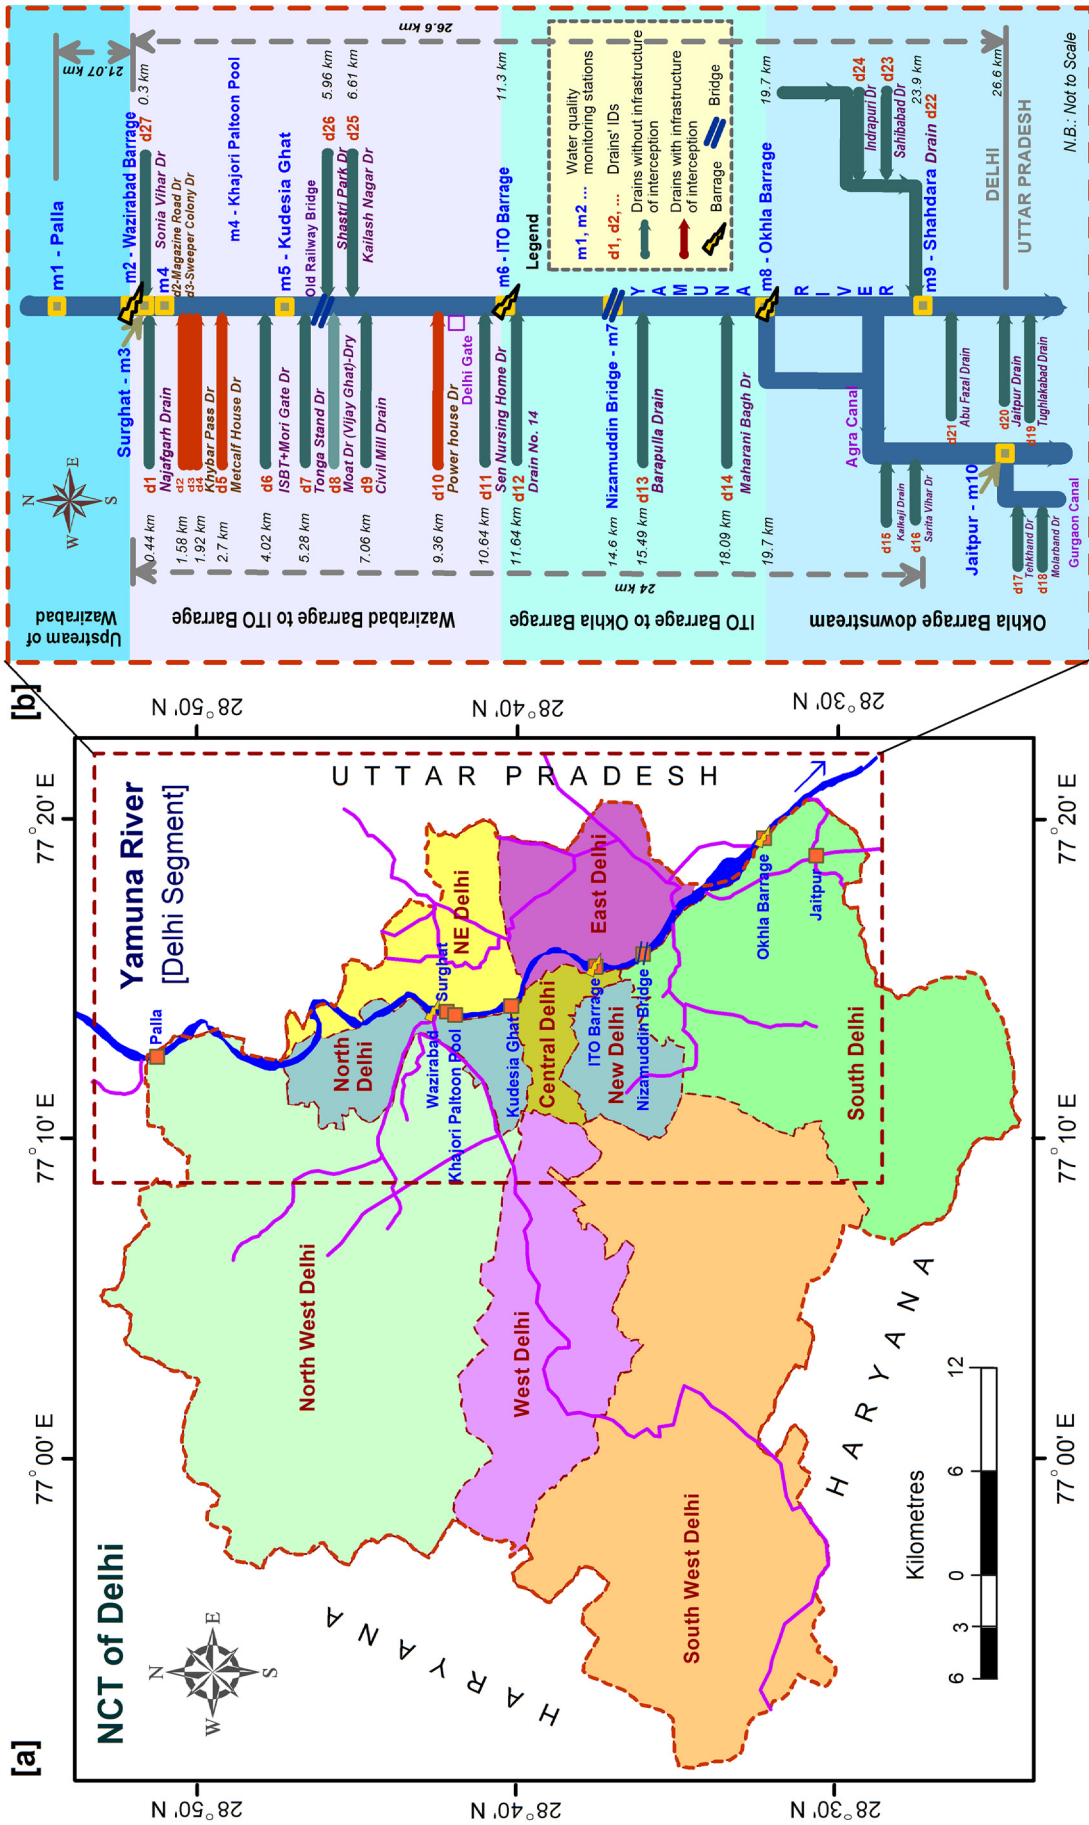 [a]
NCT of Delhi
N
W
E
S
Yamuna River
[Delhi Segment]
77° 00' E
77° 10' E
77° 20' E
28° 50' N
28° 40' N
28° 30' N
28° 50' N
28° 40' N
28° 30' N
77° 00' E
77° 10' E
77° 20' E
HARYANA
HARYANA
UTTAR PRADESH
North West Delhi
North
Delhi
NE Delhi
West Delhi
Central Delhi
East Delhi
New Delhi
South West Delhi
South Delhi
Palla
Surghat
Wazirabad
Khajori Paltoon Pool
Kudesia Ghat
ITO Barrage
Nizamuddin Bridge
Okhla Barrage
Jaitpur
Kilometres
6
3
0
6
12
[b]
N
W
E
S
Upstream of
Wazirabad
Wazirabad Barrage to ITO Barrage
ITO Barrage to Okhla Barrage
Okhla Barrage downstream
24 km
21.07 km
26.6 km
m1 - Palla
m2 - Wazirabad Barrage
Surghat - m3
m4
m4 - Khajori Paltoon Pool
m5 - Kudesia Ghat
m6 - ITO Barrage
Nizamuddin Bridge - m7
m8 - Okhla Barrage
m9 - Shahdara Drain d22
Jaitpur - m10
0.44 km
d1
Najafgarh Drain
1.58 km
d2
d3
d4
1.92 km
Khybar Pass Dr
2.7 km
d5
Metcalf House Dr
4.02 km
d6
ISBT+Mori Gate Dr
5.28 km
d7
Tonga Stand Dr
d8
Moat Dr (Vijay Ghat)-Dry
7.06 km
d9
Civil Mill Drain
9.36 km
d10
Power house Dr
Delhi Gate
10.64 km
d11
Sen Nursing Home Dr
11.64 km
d12
Drain No. 14
14.6 km
15.49 km
d13
Barapulla Drain
18.09 km
d14
Maharani Bagh Dr
19.7 km
Agra Canal
d15
Kalkaji Drain
d16
Sarita Vihar Dr
d17
Tehkhand Dr
d18
Molarband Dr
Gurgaon Canal
0.3 km
d27
Sonia Vihar Dr
d2-Magazine Road Dr
d3-Sweeper Colony Dr
Old Railway Bridge
5.96 km
d26
Shastri Park Dr
6.61 km
d25
Kailash Nagar Dr
11.3 km
19.7 km
d24
Indrapuri Dr
d23
Sahibabad Dr
23.9 km
d21
Abu Fazal Drain
d20
Jaitpur Drain
d19
Tughlakabad Drain
26.6 km
DELHI
UTTAR PRADESH
YAMUNA RIVER
N.B.: Not to Scale
Legend
m1, m2 ... Water quality
monitoring stations
d1, d2, ... Drains' IDs
Drains without infrastructure
of interception
Drains with infrastructure
of interception
Barrage
Bridge